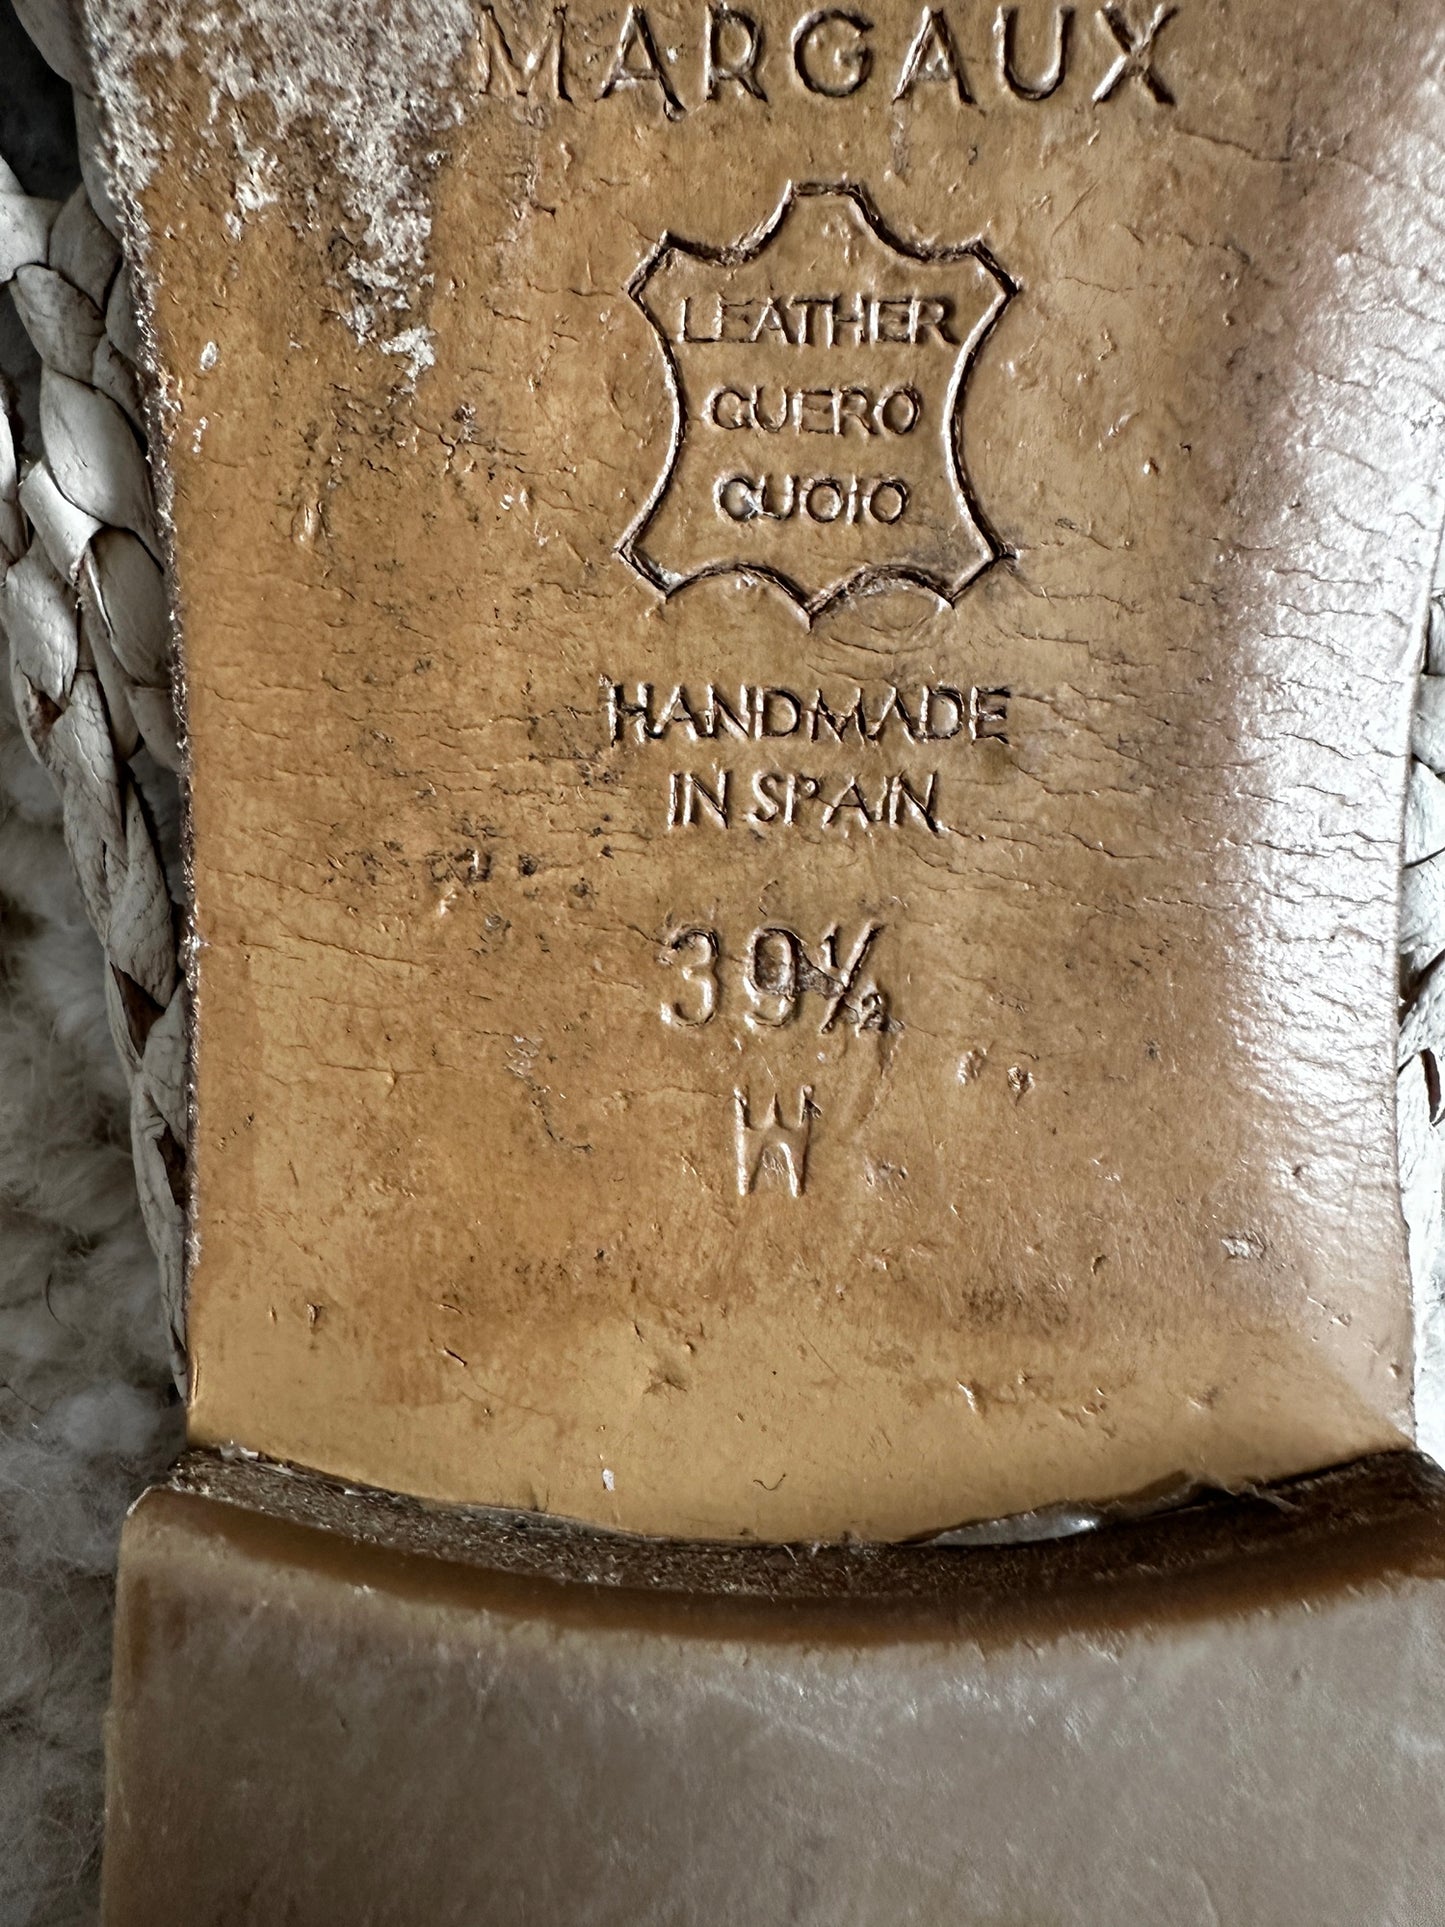 MARGAUX
LEATHER
CUERO
CUOIO
HANDMADE
IN SPAIN
39½
W